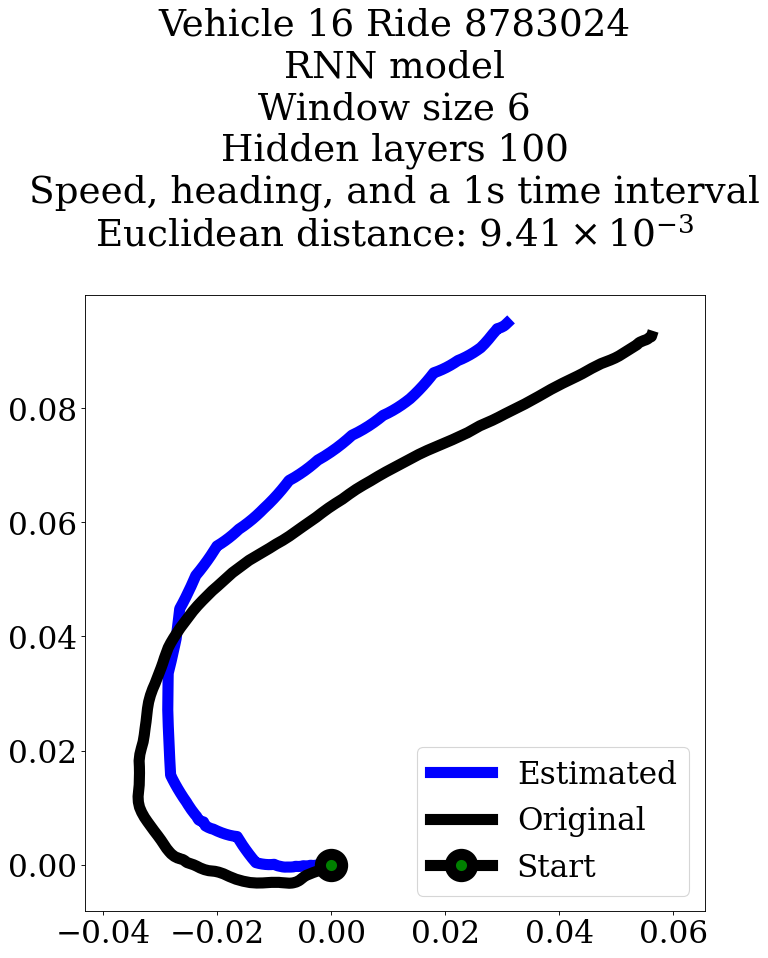 Vehicle 16 Ride 8783024
RNN model
Window size 6
Hidden layers 100
Speed, heading, and a 1s time interval
Euclidean distance: 9.41 × 10⁻³
0.08
0.06
0.04
0.02
0.00
Estimated
Original
Start
−0.04 −0.02 0.00 0.02 0.04 0.06